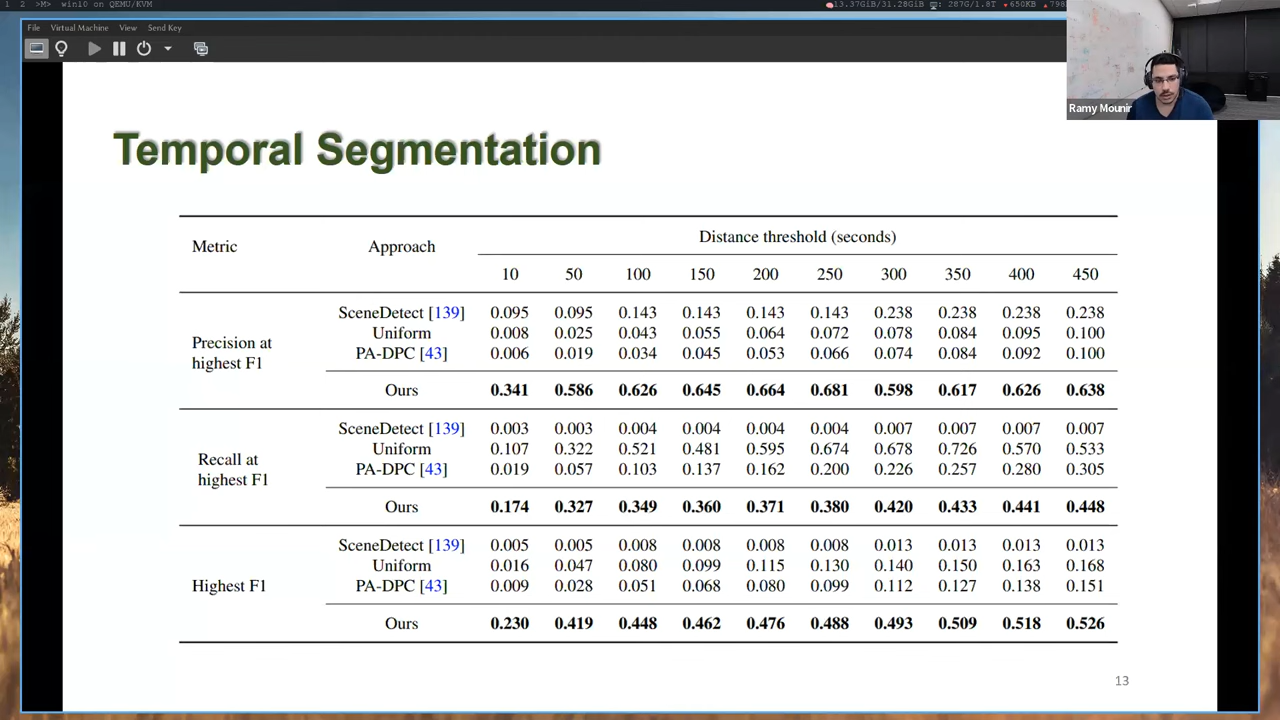 1 2 >M> win10 on QEMU/KVM
13.37GiB/31.28GiB 287G/1.8T 650KB
File Virtual Machine View Send Key
Ramy Mounir
Temporal Segmentation
Metric Approach Distance threshold (seconds)
10 50 100 150 200 250 300 350 400 450
Precision at highest F1
SceneDetect [139] 0.095 0.095 0.143 0.143 0.143 0.143 0.238 0.238 0.238 0.238
Uniform 0.008 0.025 0.043 0.055 0.064 0.072 0.078 0.084 0.095 0.100
PA-DPC [43] 0.006 0.019 0.034 0.045 0.053 0.066 0.074 0.084 0.092 0.100
Ours 0.341 0.586 0.626 0.645 0.664 0.681 0.598 0.617 0.626 0.638
Recall at highest F1
SceneDetect [139] 0.003 0.003 0.004 0.004 0.004 0.004 0.007 0.007 0.007 0.007
Uniform 0.107 0.322 0.521 0.481 0.595 0.674 0.678 0.726 0.570 0.533
PA-DPC [43] 0.019 0.057 0.103 0.137 0.162 0.200 0.226 0.257 0.280 0.305
Ours 0.174 0.327 0.349 0.360 0.371 0.380 0.420 0.433 0.441 0.448
Highest F1
SceneDetect [139] 0.005 0.005 0.008 0.008 0.008 0.008 0.013 0.013 0.013 0.013
Uniform 0.016 0.047 0.080 0.099 0.115 0.130 0.140 0.150 0.163 0.168
PA-DPC [43] 0.009 0.028 0.051 0.068 0.080 0.099 0.112 0.127 0.138 0.151
Ours 0.230 0.419 0.448 0.462 0.476 0.488 0.493 0.509 0.518 0.526
13